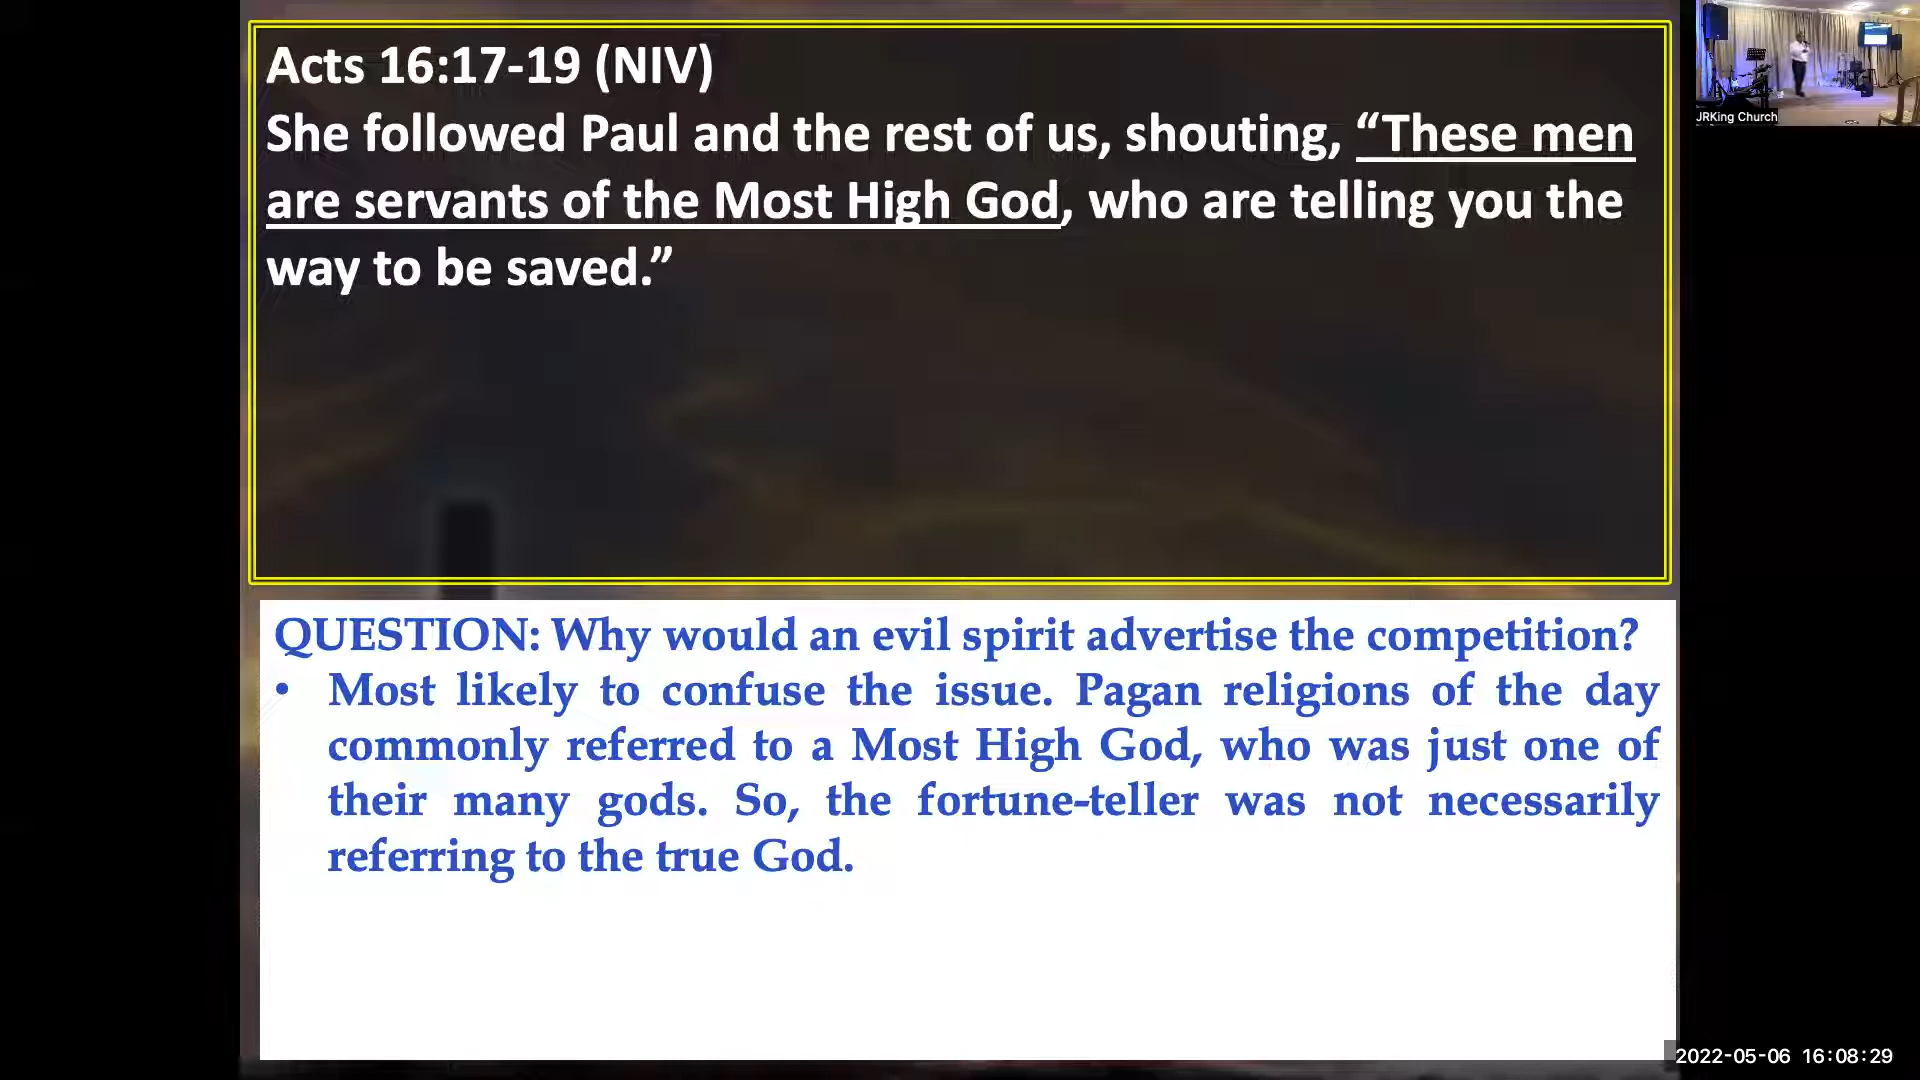 Acts 16:17-19 (NIV)
She followed Paul and the rest of us, shouting, “These men
are servants of the Most High God, who are telling you the
way to be saved.”
QUESTION: Why would an evil spirit advertise the competition?
• Most likely to confuse the issue. Pagan religions of the day
commonly referred to a Most High God, who was just one of
their many gods. So, the fortune-teller was not necessarily
referring to the true God.
JRKing Church
2022-05-06 16:08:29